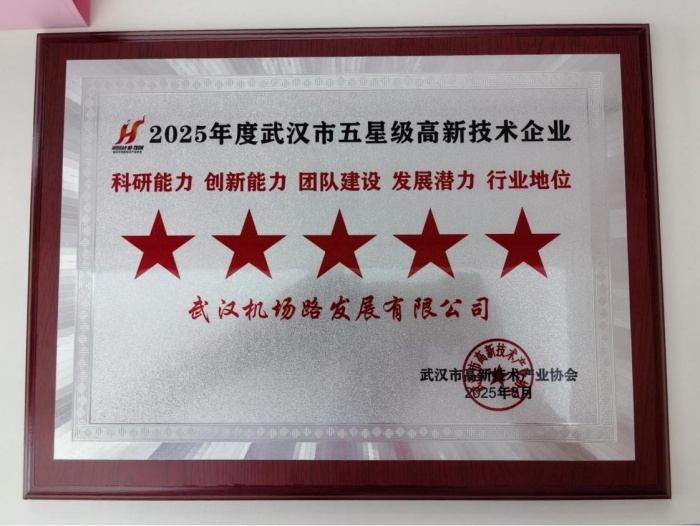 2025年度武汉市五星级高新技术企业
WUHAN HI-TECH
科研能力 创新能力 团队建设 发展潜力 行业地位
武汉机场路发展有限公司
武汉市高新技术产业协会
2025年8月